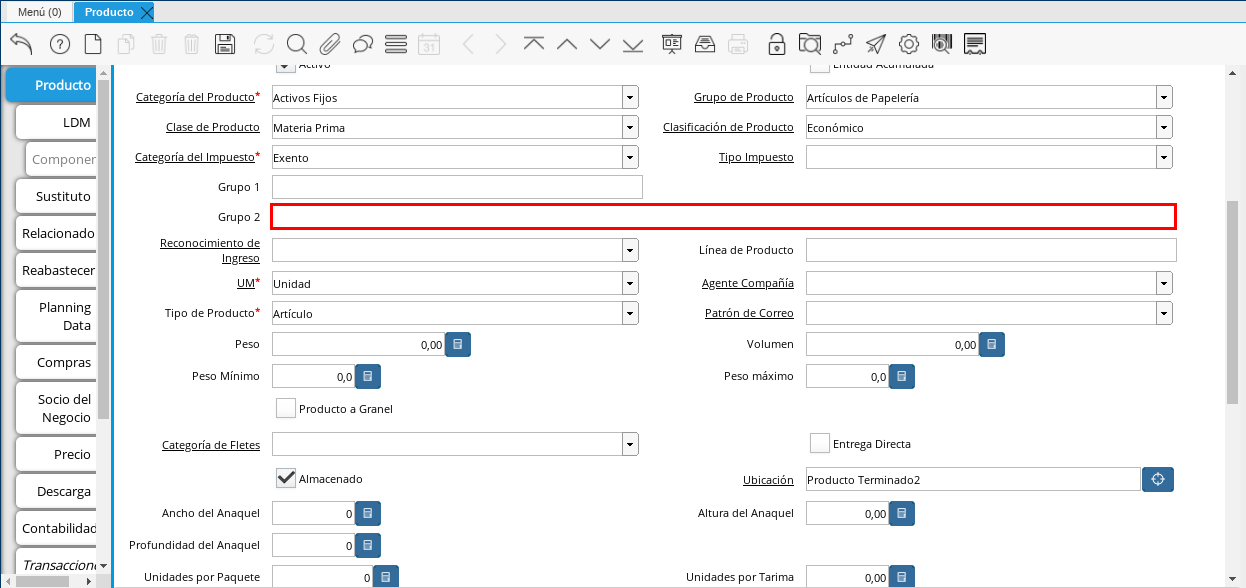 Menú (0)
Producto
31
Producto
LDM
Componen
Sustituto
Relacionado
Reabastecer
Planning
Data
Compras
Socio del
Negocio
Precio
Descarga
Contabilidad
Transaccione
Activo
Entidad Acumulada
Categoría del Producto*
Activos Fijos
Grupo de Producto
Artículos de Papelería
Clase de Producto
Materia Prima
Clasificación de Producto
Económico
Categoría del Impuesto*
Exento
Tipo Impuesto
Grupo 1
Grupo 2
Reconocimiento de
Ingreso
Línea de Producto
UM*
Unidad
Agente Compañía
Tipo de Producto*
Artículo
Patrón de Correo
Peso
0,00
Volumen
0,00
Peso Mínimo
0,0
Peso máximo
0,0
Producto a Granel
Categoría de Fletes
Entrega Directa
Almacenado
Ubicación
Producto Terminado2
Ancho del Anaquel
0
Altura del Anaquel
0,00
Profundidad del Anaquel
0
Unidades por Paquete
0
Unidades por Tarima
0,00